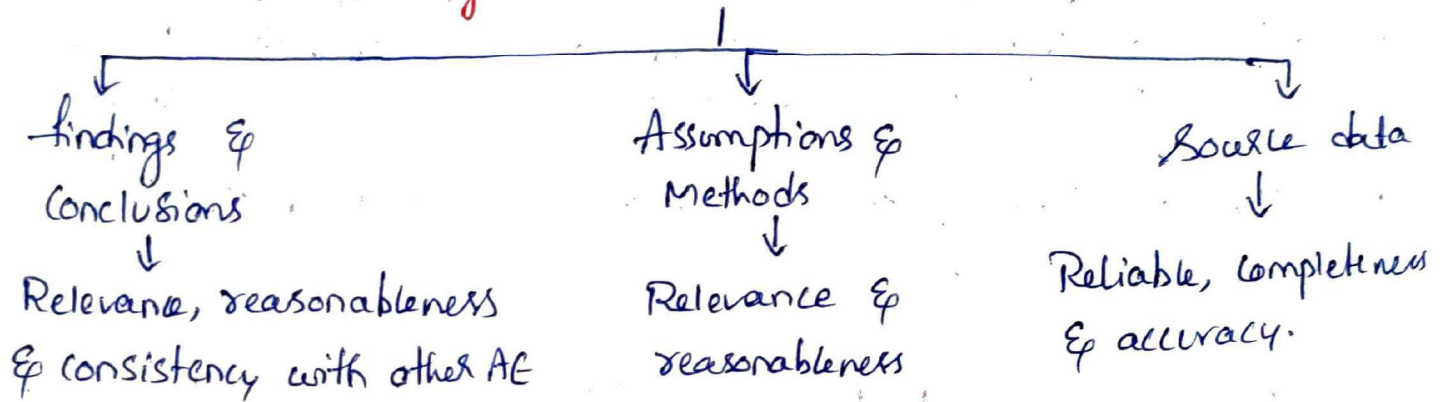 findings &
Conclusions
Relevance, reasonableness
& consistency with other AE
Assumptions &
Methods
Relevance &
reasonableness
Source data
Reliable, completeness
& accuracy.